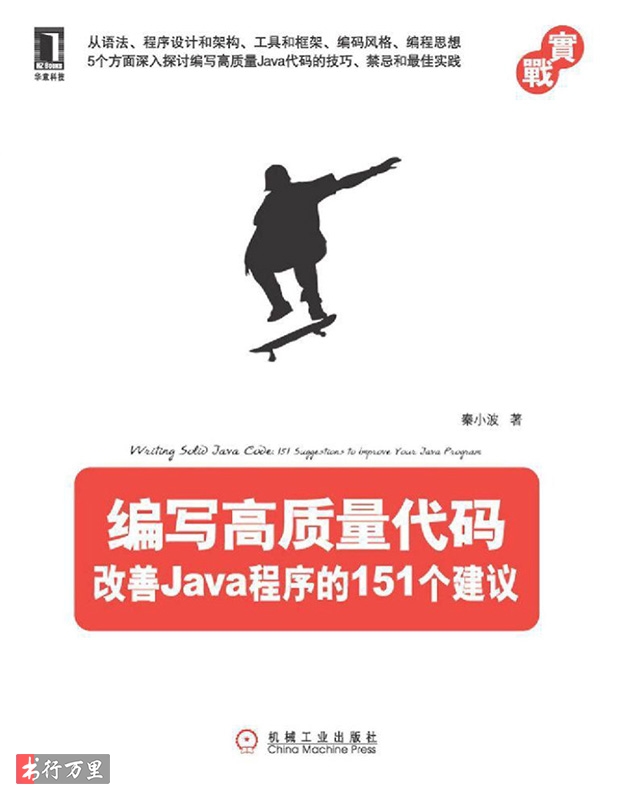 从语法、程序设计和架构、工具和框架、编码风格、编程思想
5个方面深入探讨编写高质量Java代码的技巧、禁忌和最佳实践
HZ Books
华章科技
實戰
秦小波 著
Writing Solid Java Code: 151 Suggestions to Improve Your Java Program
编写高质量代码
改善Java程序的151个建议
机械工业出版社
China Machine Press
书行万里